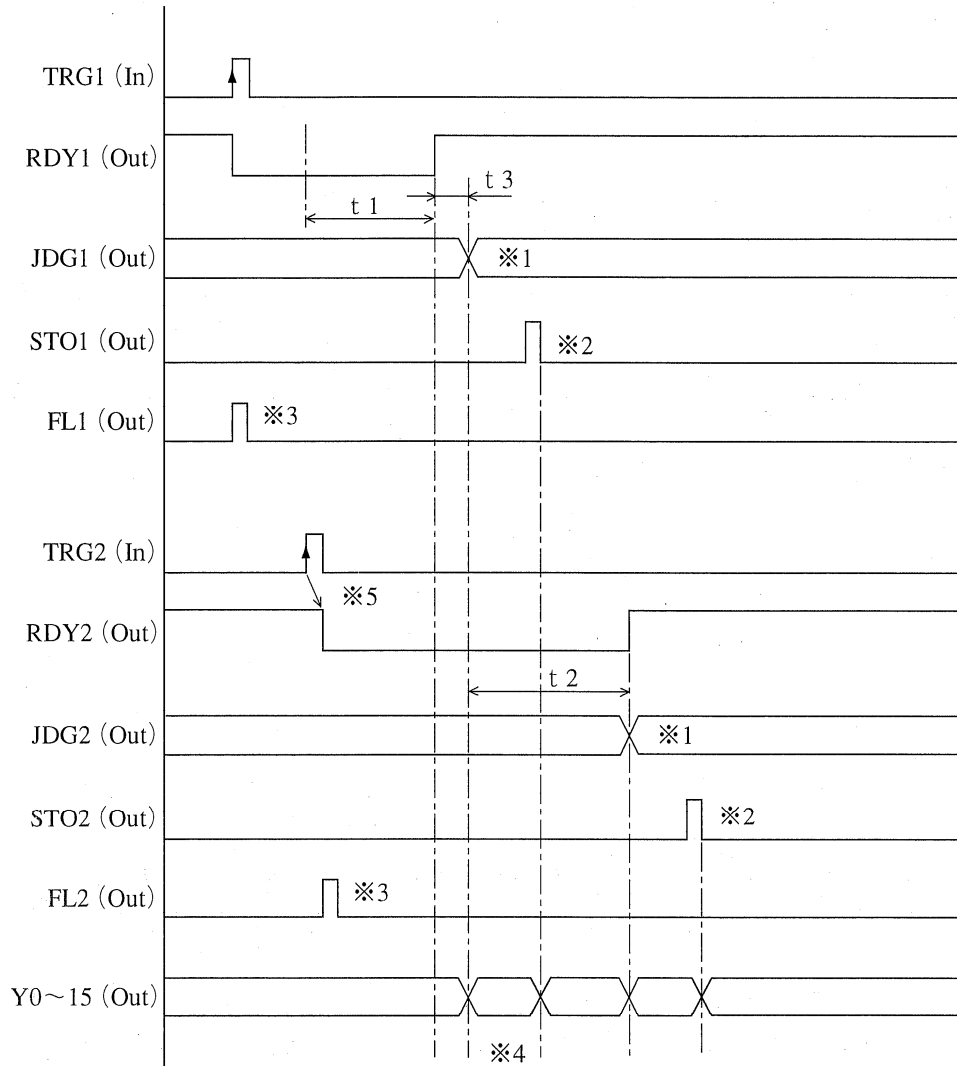 TRG1 (In)
RDY1 (Out)
t 3
t 1
JDG1 (Out)
※1
STO1 (Out)
※2
FL1 (Out)
※3
TRG2 (In)
※5
RDY2 (Out)
t 2
JDG2 (Out)
※1
STO2 (Out)
※2
FL2 (Out)
※3
Y0～15 (Out)
※4